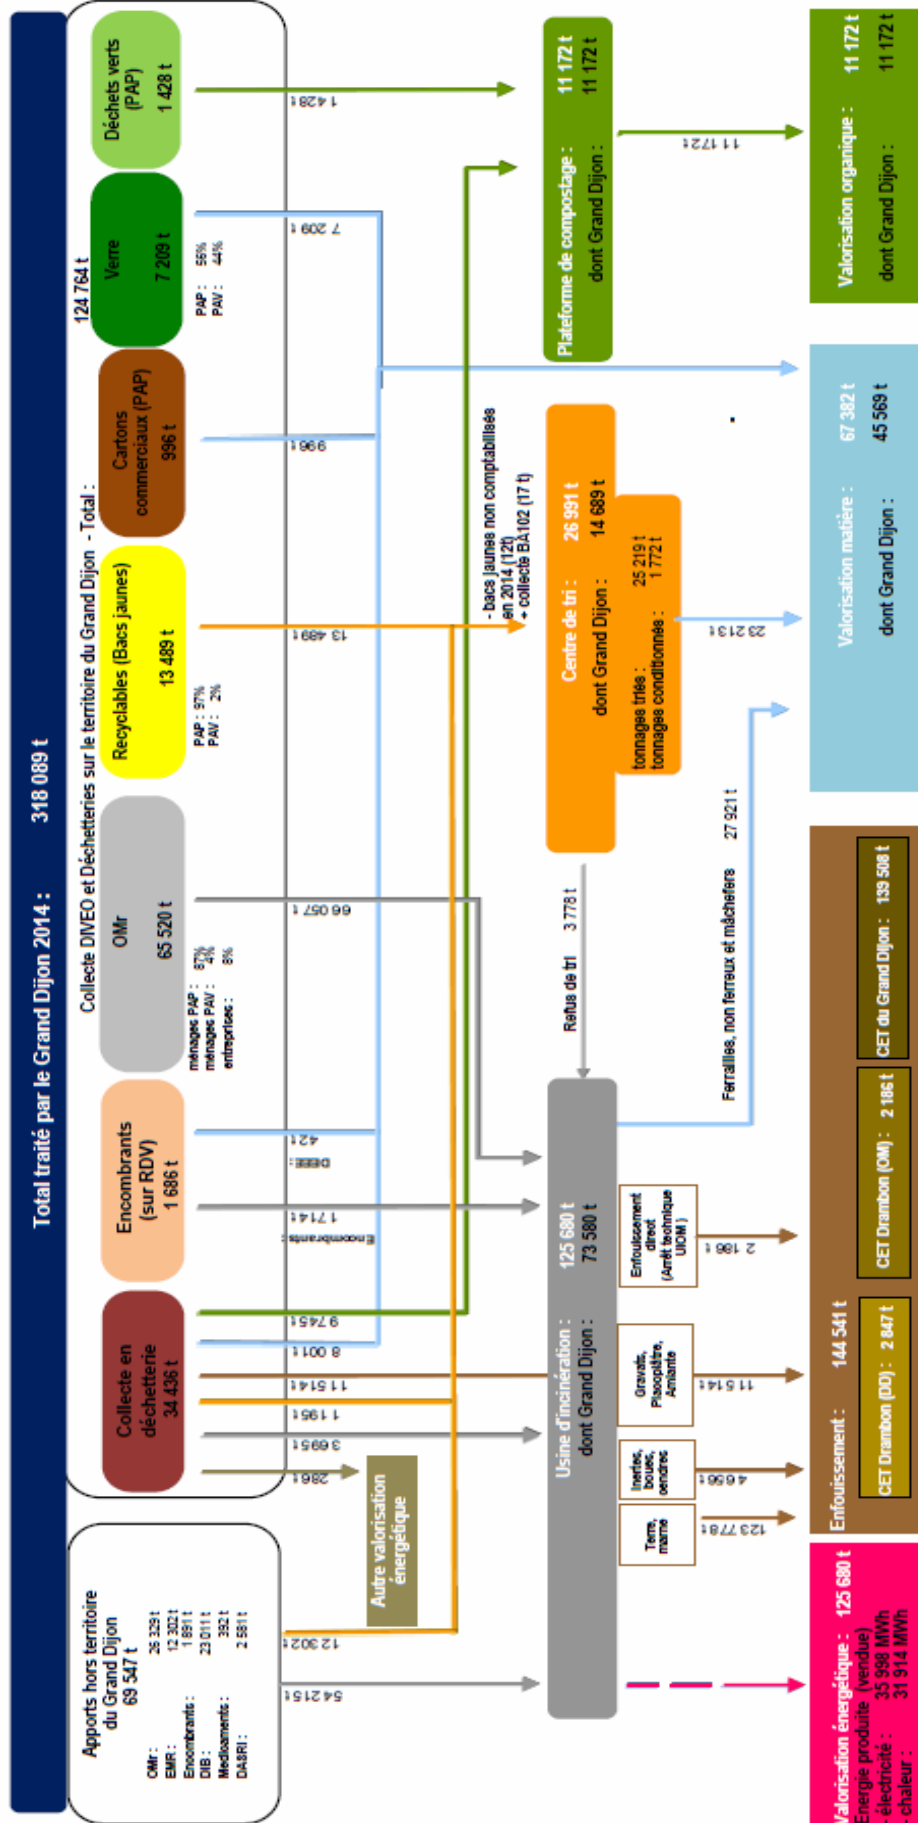 Total traité par le Grand Dijon 2014 : 318 089 t
Apports hors territoire
du Grand Dijon
69 547 t
OMr : 26 329 t
EMR : 12 302 t
Encombrants : 1 891 t
DIB : 23 011 t
Medicaments : 392 t
DASRI : 2 581 t
Collecte DIVEO et Déchetteries sur le territoire du Grand Dijon - Total : 124 764 t
Collecte en
déchetterie
34 436 t
Encombrants
(sur RDV)
1 686 t
OMr
65 520 t
ménages PAP : 87%
ménages PAV : 4%
entreprises : 8%
Recyclables (Bacs jaunes)
13 489 t
PAP : 97%
PAV : 2%
Cartons
commerciaux (PAP)
996 t
Verre
7 209 t
PAP : 56%
PAV : 44%
Déchets verts
(PAP)
1 428 t
54 215 t
12 302 t
286 t
3 695 t
1 195 t
11 514 t
8 001 t
9 745 t
Encombrants :
1 714 t
DEEE :
42 t
66 057 t
13 489 t
996 t
7 209 t
1 428 t
Autre valorisation
énergétique
- bacs jaunes non comptabilisés
en 2014 (12t)
+ collecte BA102 (17 t)
Usine d'incinération : 125 680 t
dont Grand Dijon : 73 580 t
Refus de tri 3 778 t
Centre de tri : 26 991 t
dont Grand Dijon : 14 689 t
tonnages triés : 25 219 t
tonnages conditionnés : 1 772 t
Plateforme de compostage : 11 172 t
dont Grand Dijon : 11 172 t
Terre,
marne
Inertes,
boues,
cendres
Gravats,
Placoplâtre,
Amiante
Enfouissement
direct
(Arrêt technique
UIOM )
123 778 t
4 656 t
11 514 t
2 186 t
Ferrailles, non ferreux et mâchefers 27 921 t
23 213 t
11 172 t
Valorisation énergétique : 125 680 t
Energie produite (vendue)
- électricité : 35 998 MWh
- chaleur : 31 914 MWh
Enfouissement : 144 541 t
CET Drambon (DD) : 2 847 t
CET Drambon (OM) : 2 186 t
CET du Grand Dijon : 139 508 t
Valorisation matière : 67 382 t
dont Grand Dijon : 45 569 t
Valorisation organique : 11 172 t
dont Grand Dijon : 11 172 t